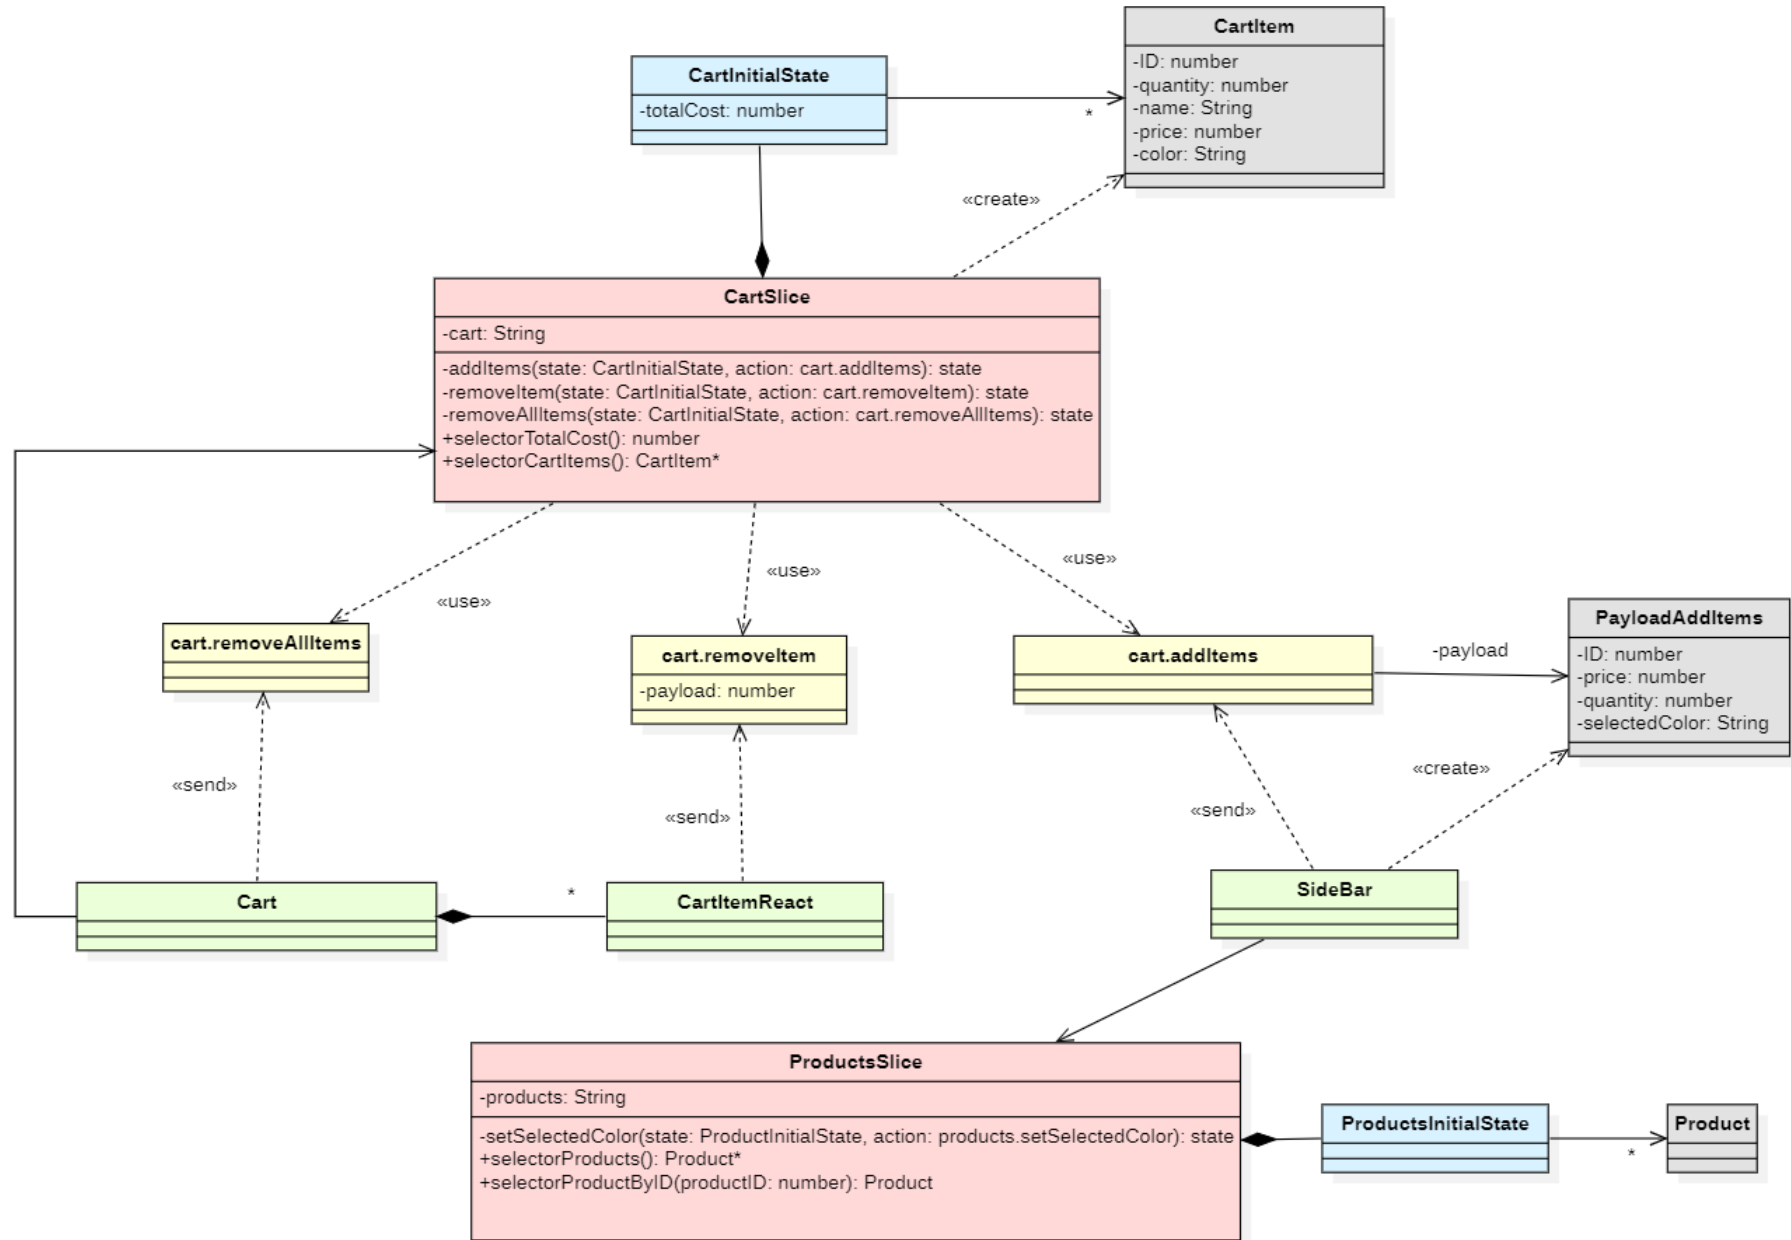 CartItem
-ID: number
-quantity: number
-name: String
-price: number
-color: String
CartInitialState
-totalCost: number
*
«create»
CartSlice
-cart: String
-addItems(state: CartInitialState, action: cart.addItems): state
-removeItem(state: CartInitialState, action: cart.removeItem): state
-removeAllItems(state: CartInitialState, action: cart.removeAllItems): state
+selectorTotalCost(): number
+selectorCartItems(): CartItem*
«use»
«use»
«use»
cart.removeAllItems
cart.removeItem
-payload: number
cart.addItems
-payload
PayloadAddItems
-ID: number
-price: number
-quantity: number
-selectedColor: String
«send»
«send»
«send»
«create»
Cart
*
CartItemReact
SideBar
ProductsSlice
-products: String
-setSelectedColor(state: ProductInitialState, action: products.setSelectedColor): state
+selectorProducts(): Product*
+selectorProductByID(productID: number): Product
ProductsInitialState
*
Product